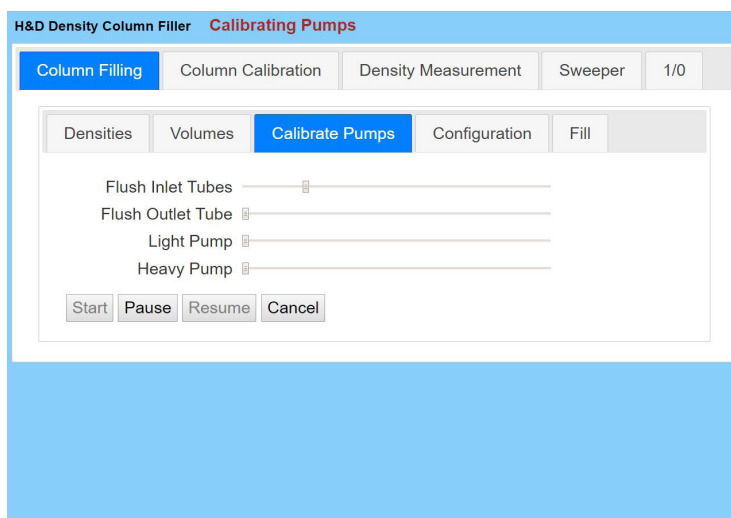 H&D Density Column Filler Calibrating Pumps
Column Filling Column Calibration Density Measurement Sweeper 1/0
Densities Volumes Calibrate Pumps Configuration Fill
Flush Inlet Tubes
Flush Outlet Tube
Light Pump
Heavy Pump
Start Pause Resume Cancel